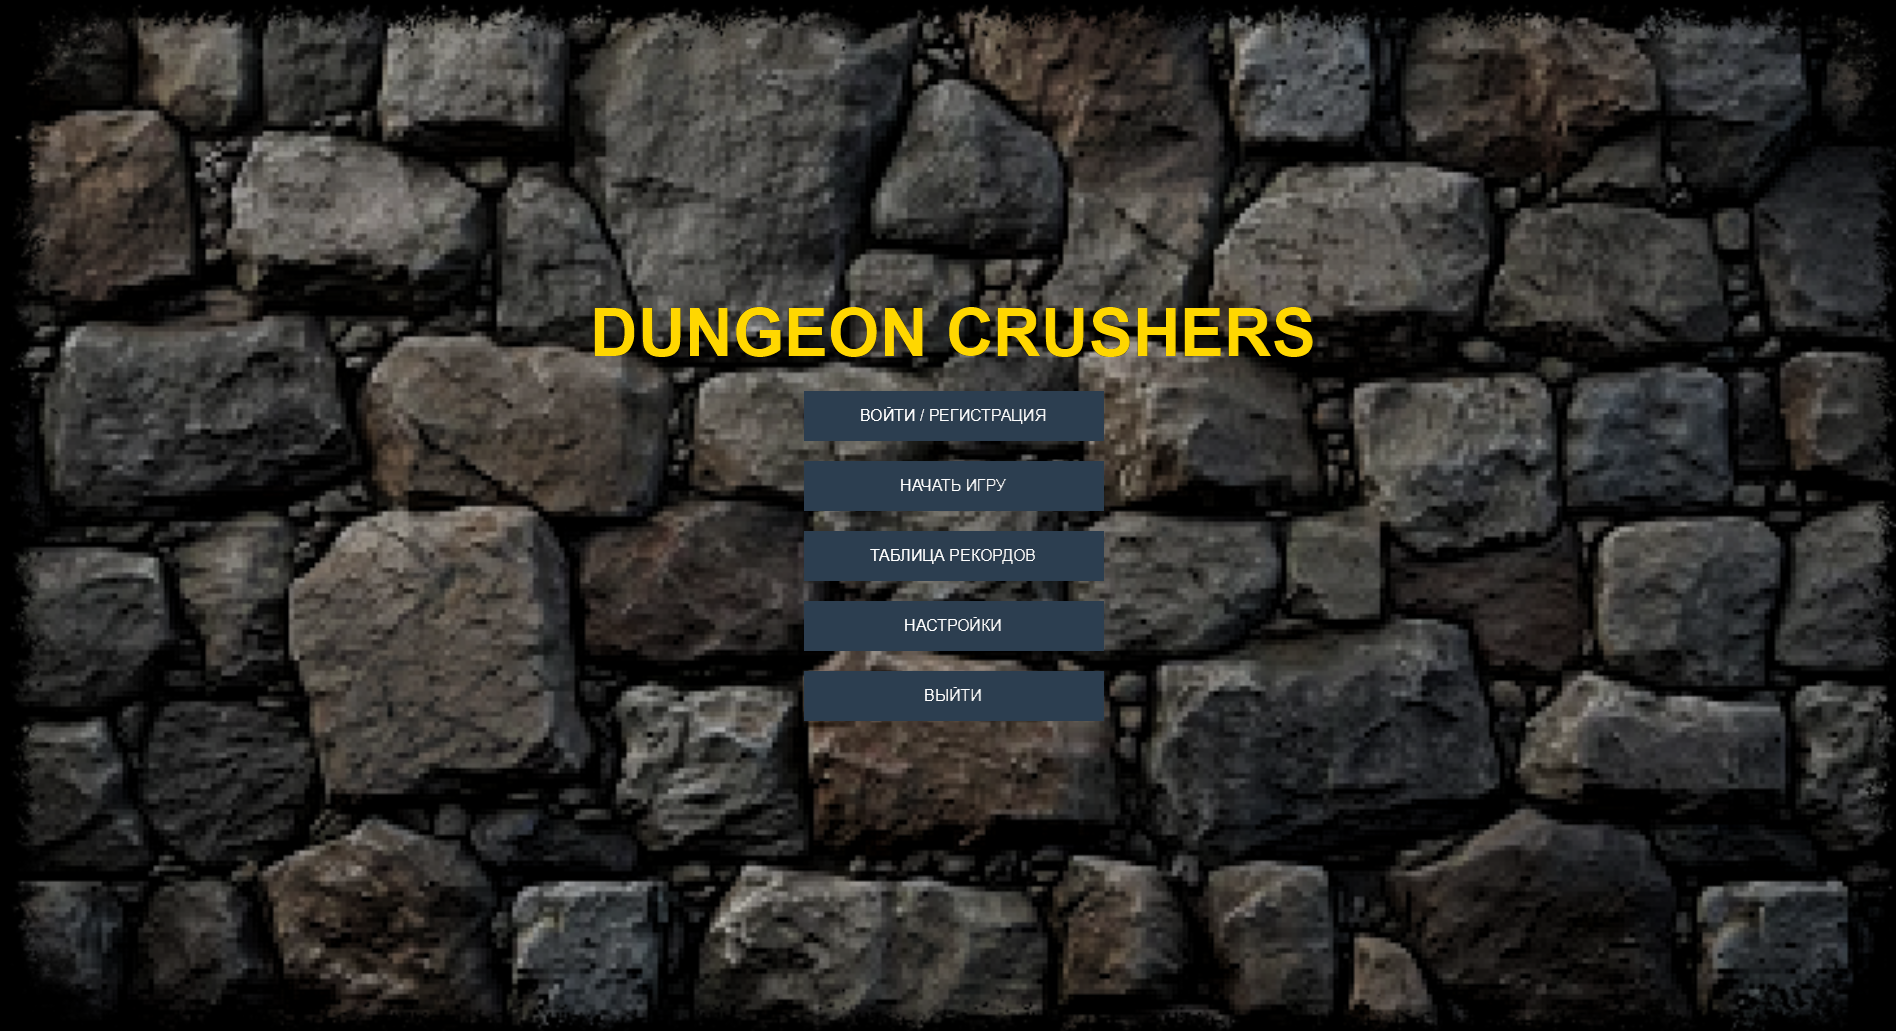 DUNGEON CRUSHERS
ВОЙТИ / РЕГИСТРАЦИЯ
НАЧАТЬ ИГРУ
ТАБЛИЦА РЕКОРДОВ
НАСТРОЙКИ
ВЫЙТИ